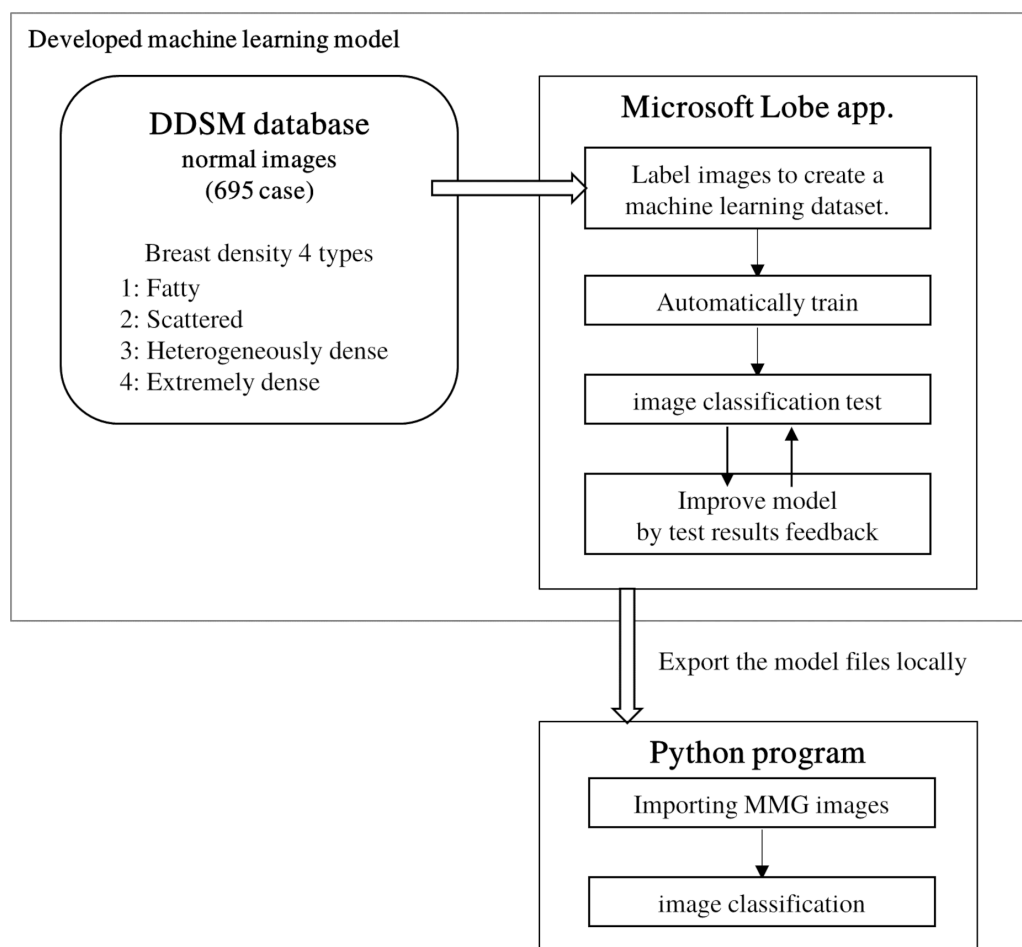 Developed machine learning model
DDSM database
normal images
(695 case)
Breast density 4 types
1: Fatty
2: Scattered
3: Heterogeneously dense
4: Extremely dense
Microsoft Lobe app.
Label images to create a
machine learning dataset.
Automatically train
image classification test
Improve model
by test results feedback
Export the model files locally
Python program
Importing MMG images
image classification